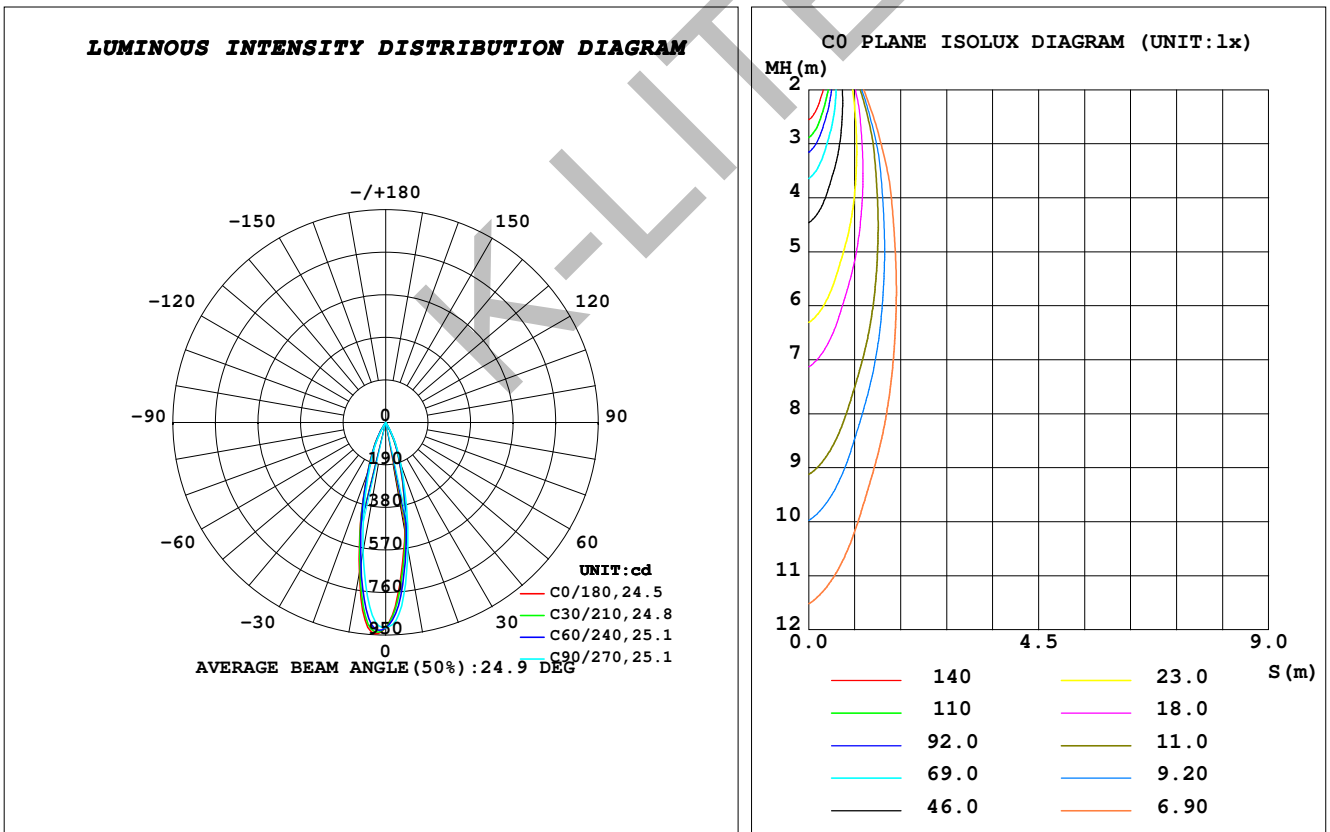 LUMINOUS INTENSITY DISTRIBUTION DIAGRAM
-/+180
-150
150
-120
120
-90
0
90
190
380
-60
570
60
UNIT:cd
760
C0/180,24.5
C30/210,24.8
-30
950
30
C60/240,25.1
0
C90/270,25.1
AVERAGE BEAM ANGLE(50%):24.9 DEG
K-LITE
C0 PLANE ISOLUX DIAGRAM (UNIT:lx)
MH(m)
2
3
4
5
6
7
8
9
10
11
12
0.0 4.5 9.0
S(m)
140 23.0
110 18.0
92.0 11.0
69.0 9.20
46.0 6.90